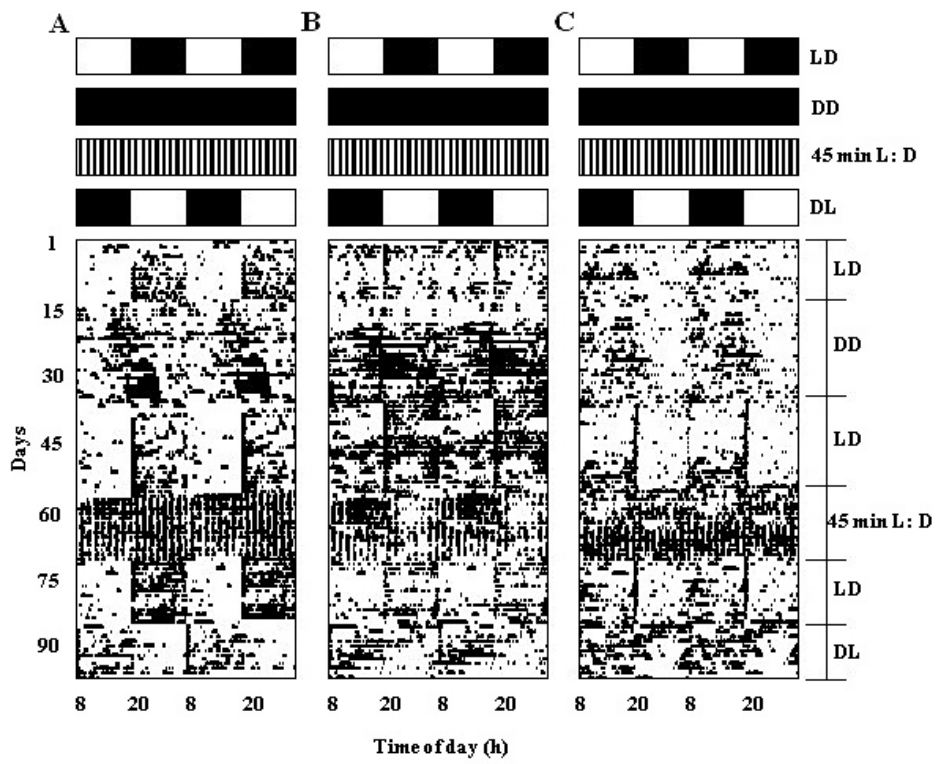 A B C
LD
DD
45 min L : D
DL
1
15
30
45
60
75
90
Days
LD
DD
LD
45 min L : D
LD
DL
8 20 8 20 8 20 8 20 8 20 8 20
Time of day (h)